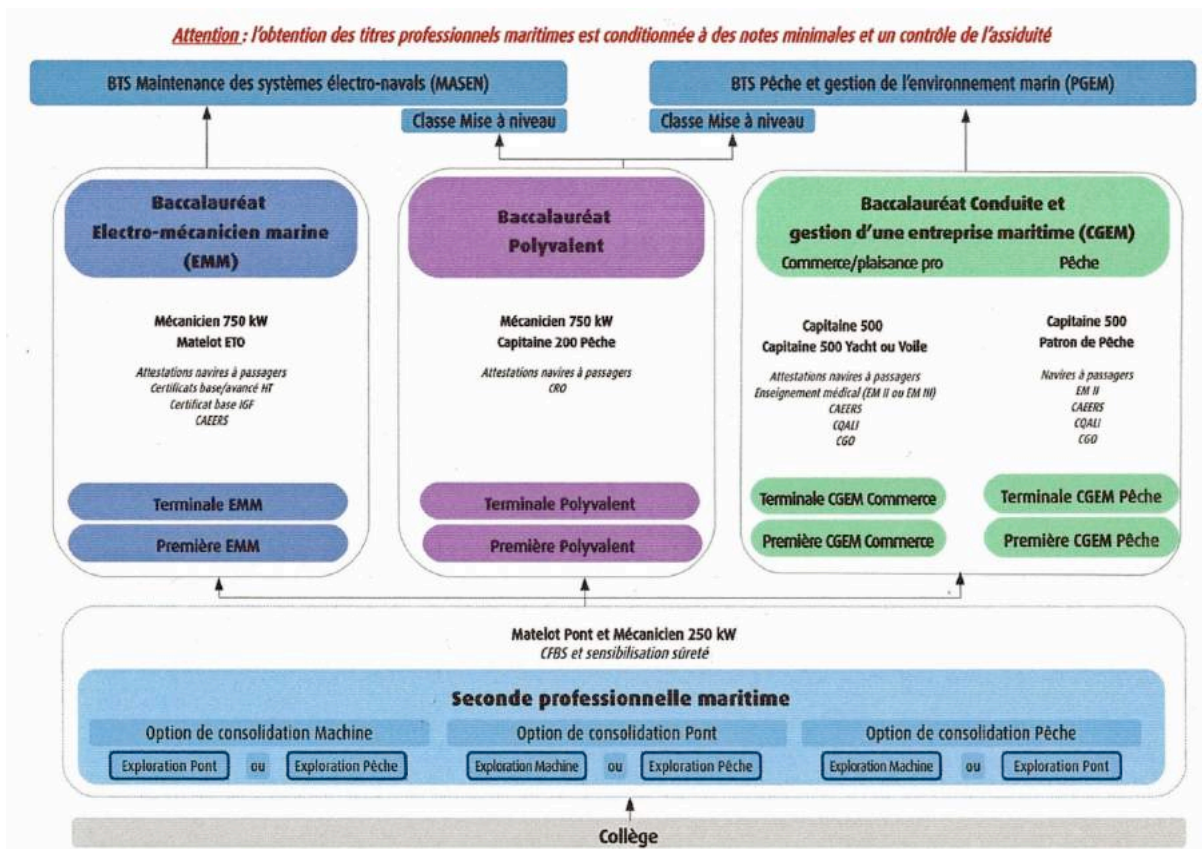 Attention : l'obtention des titres professionnels maritimes est conditionnée à des notes minimales et un contrôle de l'assiduité
BTS Maintenance des systèmes électro-navals (MASEN)
Classe Mise à niveau
BTS Pêche et gestion de l'environnement marin (PGEM)
Classe Mise à niveau
Baccalauréat
Electro-mécanicien marine
(EMM)
Mécanicien 750 kW
Matelot ETO
Attestations navires à passagers
Certificats base/avancé HT
Certificat base IGF
CAEERS
Terminale EMM
Première EMM
Baccalauréat
Polyvalent
Mécanicien 750 kW
Capitaine 200 Pêche
Attestations navires à passagers
CRO
Terminale Polyvalent
Première Polyvalent
Baccalauréat Conduite et
gestion d'une entreprise maritime (CGEM)
Commerce/plaisance pro
Capitaine 500
Capitaine 500 Yacht ou Voile
Attestations navires à passagers
Enseignement médical (EM II ou EM III)
CAEERS
CQALI
CGO
Terminale CGEM Commerce
Première CGEM Commerce
Pêche
Capitaine 500
Patron de Pêche
Navires à passagers
EM II
CAEERS
CQALI
CGO
Terminale CGEM Pêche
Première CGEM Pêche
Matelot Pont et Mécanicien 250 kW
CFBS et sensibilisation sûreté
Seconde professionnelle maritime
Option de consolidation Machine
Exploration Pont ou Exploration Pêche
Option de consolidation Pont
Exploration Machine ou Exploration Pêche
Option de consolidation Pêche
Exploration Machine ou Exploration Pont
Collège